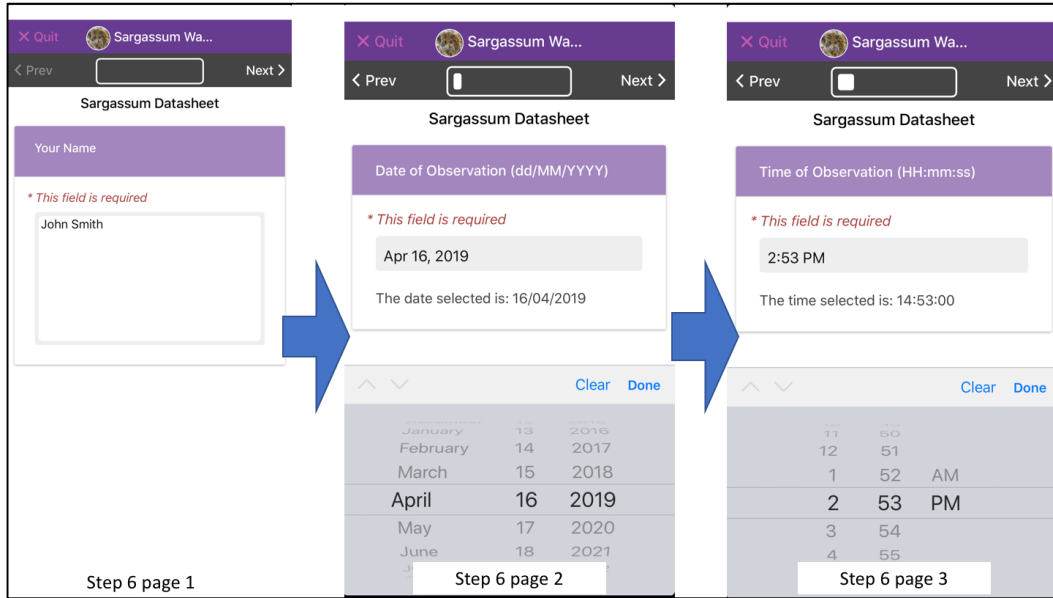 X Quit
Sargassum Wa...
< Prev
Next >
Sargassum Datasheet
Your Name
* This field is required
John Smith
Step 6 page 1
X Quit
Sargassum Wa...
< Prev
Next >
Sargassum Datasheet
Date of Observation (dd/MM/YYYY)
* This field is required
Apr 16, 2019
The date selected is: 16/04/2019
Clear Done
January 13 2016
February 14 2017
March 15 2018
April 16 2019
May 17 2020
June 18 2021
Step 6 page 2
X Quit
Sargassum Wa...
< Prev
Next >
Sargassum Datasheet
Time of Observation (HH:mm:ss)
* This field is required
2:53 PM
The time selected is: 14:53:00
Clear Done
11 50
12 51
1 52 AM
2 53 PM
3 54
4 55
Step 6 page 3